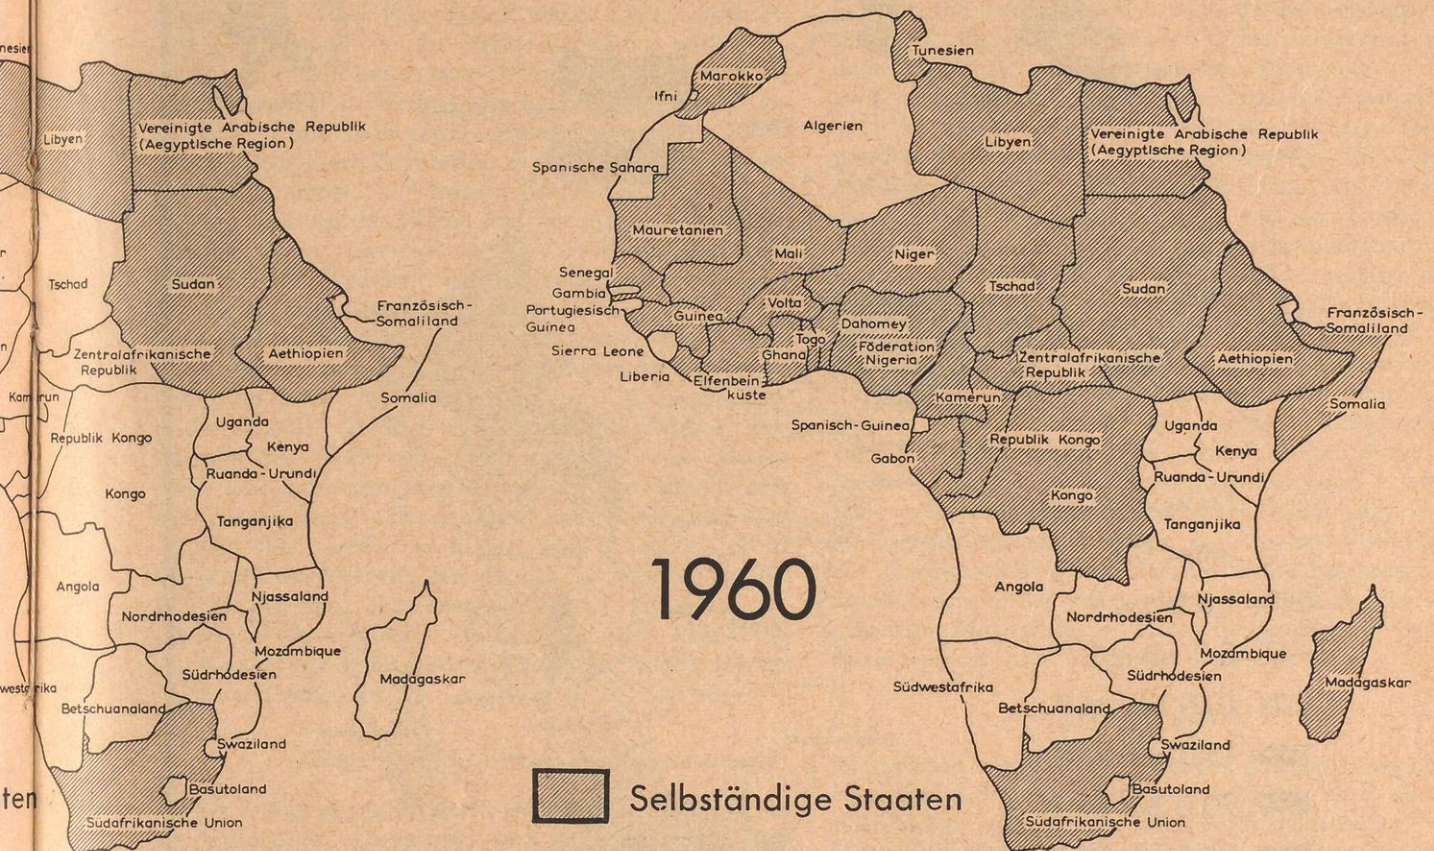 Libyen
Vereinigte Arabische Republik
(Aegyptische Region)
Tschad
Sudan
Französisch-
Somaliland
Zentralafrikanische
Republik
Aethiopien
Somalia
Uganda
Republik Kongo
Kenya
Ruanda-Urundi
Kongo
Tanganjika
Angola
Njassaland
Nordrhodesien
Mozambique
Südrhodesien
Madagaskar
Betschuanaland
Swaziland
Basutoland
Südafrikanische Union
1960
Selbständige Staaten
Tunesien
Marokko
Ifni
Algerien
Libyen
Vereinigte Arabische Republik
(Aegyptische Region)
Spanische Sahara
Mauretanien
Mali
Niger
Senegal
Gambia
Tschad
Sudan
Portugiesisch
Guinea
Guinea
Volta
Französisch-
Somaliland
Dahomey
Togo
Sierra Leone
Ghana
Föderation
Nigeria
Zentralafrikanische
Republik
Aethiopien
Liberia
Elfenbein-
küste
Kamerun
Somalia
Spanisch-Guinea
Uganda
Republik Kongo
Kenya
Gabon
Ruanda-Urundi
Kongo
Tanganjika
Angola
Njassaland
Nordrhodesien
Mozambique
Südrhodesien
Südwestafrika
Madagaskar
Betschuanaland
Swaziland
Basutoland
Südafrikanische Union